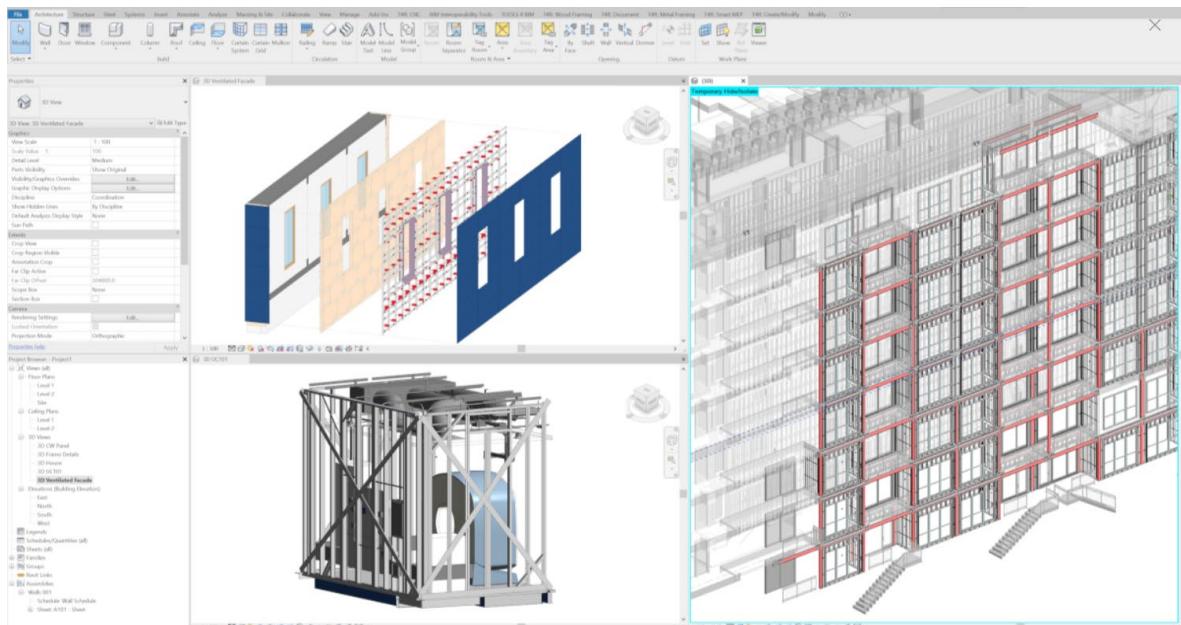 File Architecture Structure Steel Systems Insert Annotate Analyze Massing & Site Collaborate View Manage Add-Ins Modify
Modify Wall Door Window Component Column Roof Ceiling Floor Curtain System Curtain Grid Mullion Railing Ramp Stair Model Text Model Line Model Group Room Room Separator Tag Room Area Area Boundary Tag Area By Face Shaft Wall Vertical Dormer Level Grid Set Show Ref Plane Viewer
Select Build Circulation Model Room & Area Opening Datum Work Plane
Properties
3D View
3D View: 3D Ventilated Facade
Edit Type
Graphics
View Scale 1 : 100
Scale Value 1: 100
Detail Level Medium
Parts Visibility Show Original
Visibility/Graphics Overrides Edit...
Graphic Display Options Edit...
Discipline Coordination
Show Hidden Lines By Discipline
Default Analysis Display Style None
Sun Path
Extents
Crop View
Crop Region Visible
Annotation Crop
Far Clip Active
Far Clip Offset
Scope Box None
Section Box
Camera
Rendering Settings Edit...
Locked Orientation
Projection Mode Orthographic
Properties help Apply
Project Browser - Project1
Views (all)
Floor Plans
Level 1
Level 2
Site
Ceiling Plans
Level 1
Level 2
3D Views
3D CW Panel
3D Frame Details
3D House
3D UC101
3D Ventilated Facade
Elevations (Building Elevation)
East
North
South
West
Legends
Schedules/Quantities (all)
Sheets (all)
Families
Groups
Revit Links
Assemblies
Walls 001
Schedule: Wall Schedule
Sheet: A101 - Sheet
3D Ventilated Facade
1 : 100
3D UC101
{3D}
Temporary Hide/Isolate